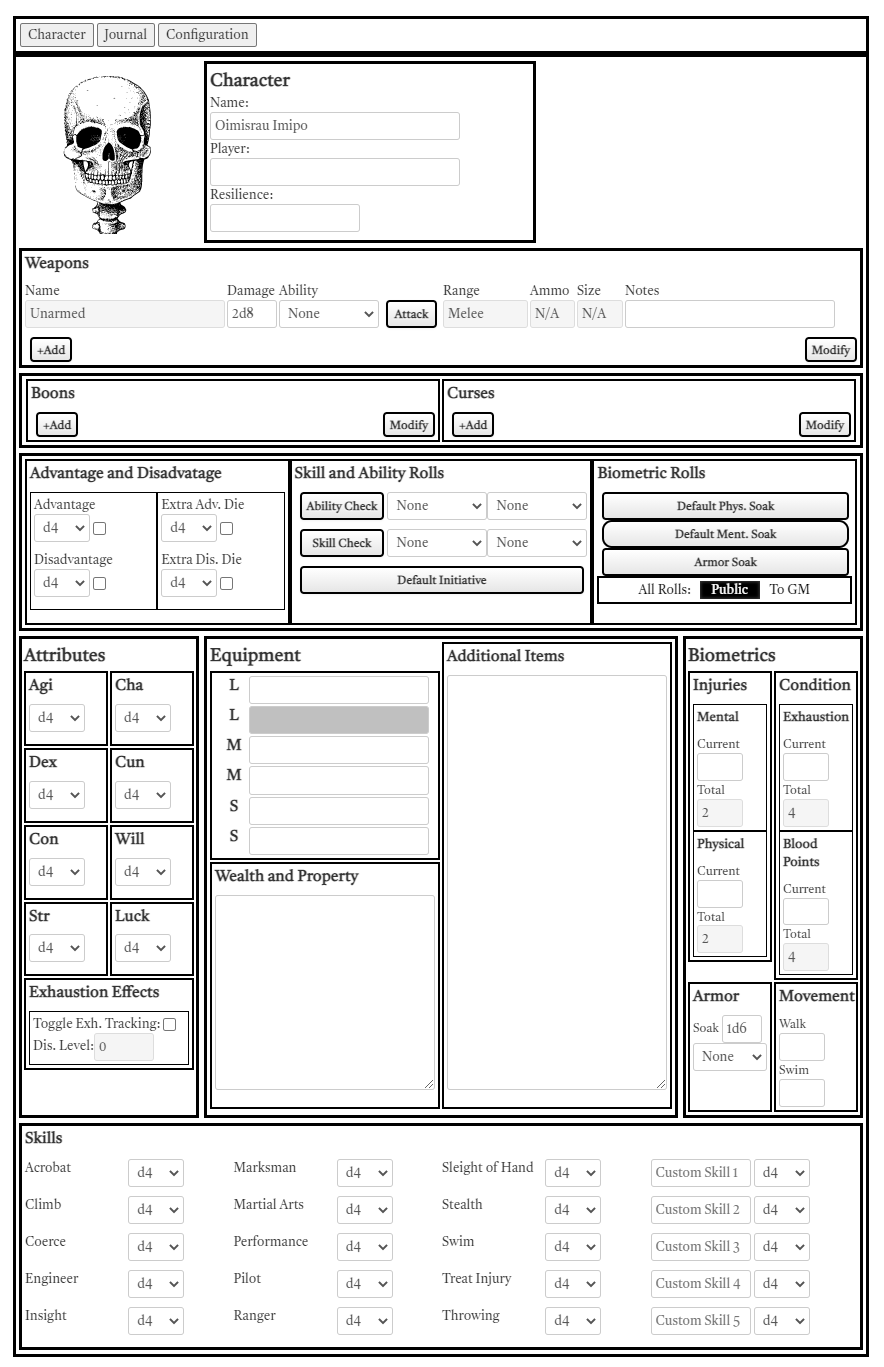 Character Journal Configuration
Character
Name:
Oimisrau Imipo
Player:
Resilience:
Weapons
Name Damage Ability Range Ammo Size Notes
Unarmed 2d8 None Attack Melee N/A N/A
+Add Modify
Boons Curses
+Add Modify +Add Modify
Advantage and Disadvatage Skill and Ability Rolls Biometric Rolls
Advantage Extra Adv. Die Ability Check None None Default Phys. Soak
d4 d4 Default Ment. Soak
Disadvantage Extra Dis. Die Skill Check None None Armor Soak
d4 d4 Default Initiative All Rolls: Public To GM
Attributes
Agi Cha
d4 d4
Dex Cun
d4 d4
Con Will
d4 d4
Str Luck
d4 d4
Exhaustion Effects
Toggle Exh. Tracking:
Dis. Level: 0
Equipment
L
L
M
M
S
S
Wealth and Property
Additional Items
Biometrics
Injuries
Mental
Current
Total
2
Physical
Current
Total
2
Condition
Exhaustion
Current
Total
4
Blood
Points
Current
Total
4
Armor
Soak 1d6
None
Movement
Walk
Swim
Skills
Acrobat d4 Marksman d4 Sleight of Hand d4 Custom Skill 1 d4
Climb d4 Martial Arts d4 Stealth d4 Custom Skill 2 d4
Coerce d4 Performance d4 Swim d4 Custom Skill 3 d4
Engineer d4 Pilot d4 Treat Injury d4 Custom Skill 4 d4
Insight d4 Ranger d4 Throwing d4 Custom Skill 5 d4